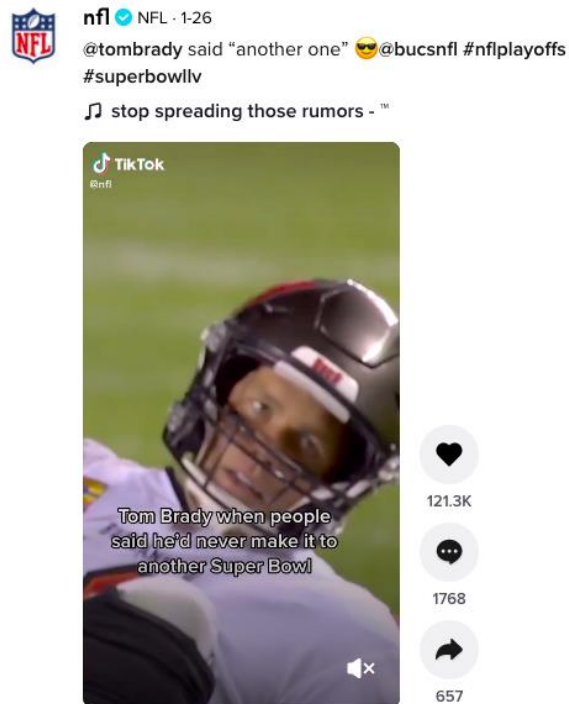 NFL
nfl NFL · 1-26
@tombrady said “another one” 😎@bucsnfl #nflplayoffs
#superbowllv
♫ stop spreading those rumors - ™
TikTok
@nfl
Tom Brady when people
said he'd never make it to
another Super Bowl
121.3K
1768
657